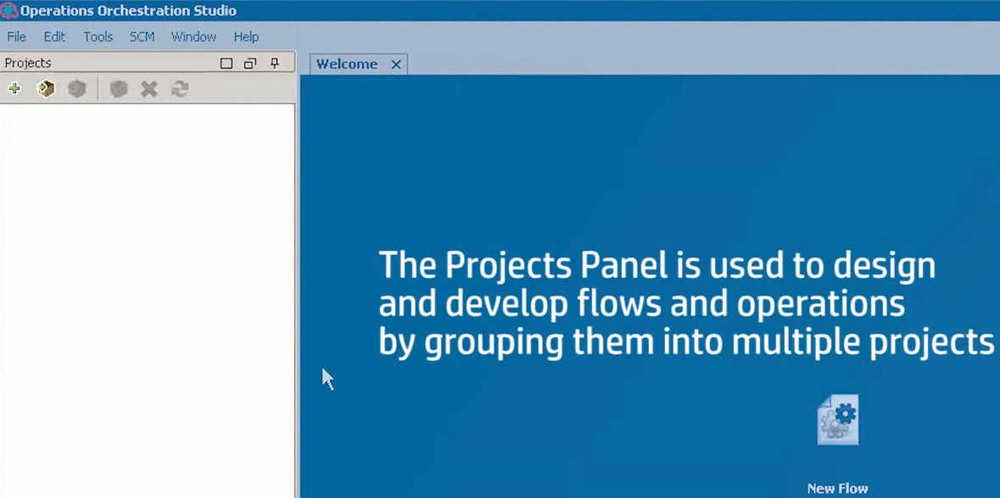 Operations Orchestration Studio
File Edit Tools SCM Window Help
Projects
Welcome
The Projects Panel is used to design
and develop flows and operations
by grouping them into multiple projects
New Flow